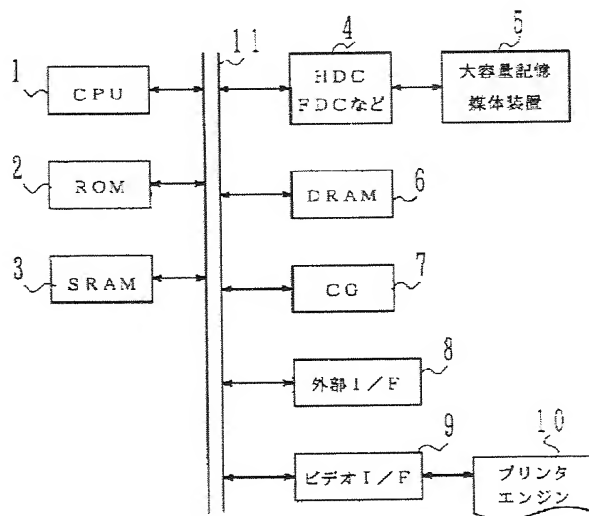 11
4
5
1
CPU
HDC
FDCなど
大容量記憶
媒体装置
2
ROM
DRAM
6
3
SRAM
CG
7
外部I/F
8
ビデオI/F
9
10
プリンタ
エンジン